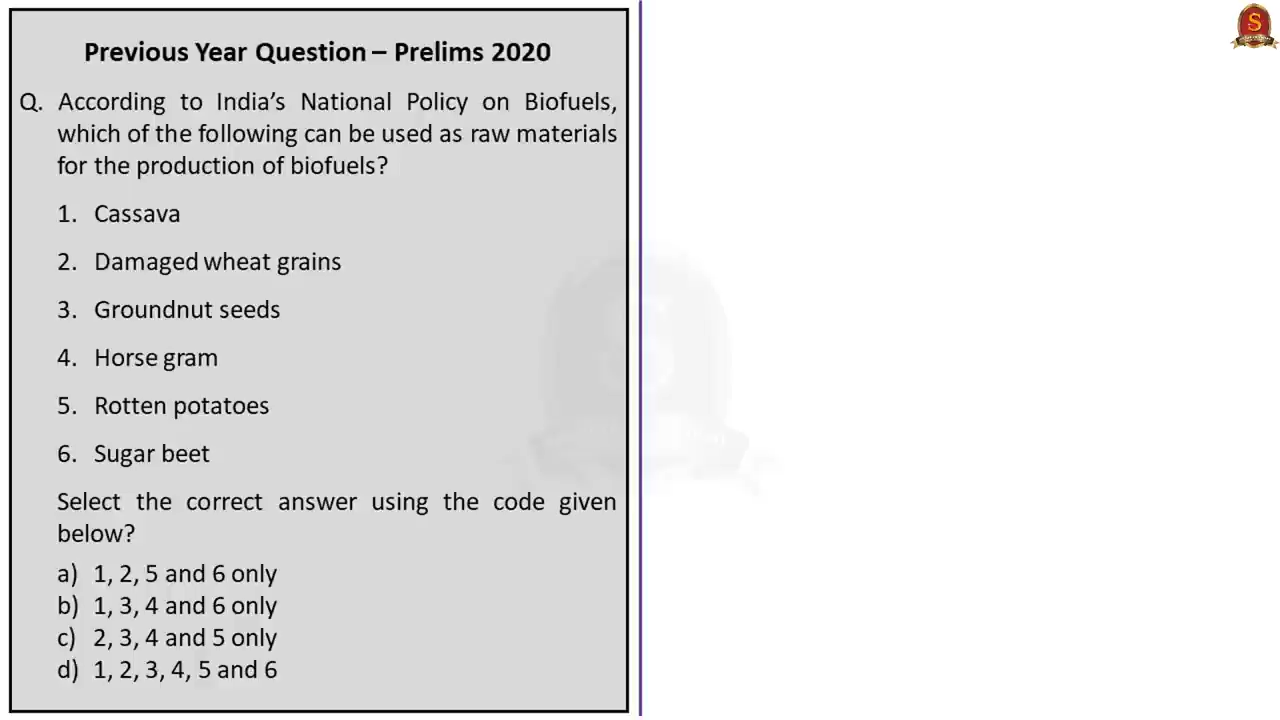 Previous Year Question – Prelims 2020
Q. According to India's National Policy on Biofuels,
which of the following can be used as raw materials
for the production of biofuels?
1. Cassava
2. Damaged wheat grains
3. Groundnut seeds
4. Horse gram
5. Rotten potatoes
6. Sugar beet
Select the correct answer using the code given
below?
a) 1, 2, 5 and 6 only
b) 1, 3, 4 and 6 only
c) 2, 3, 4 and 5 only
d) 1, 2, 3, 4, 5 and 6
S